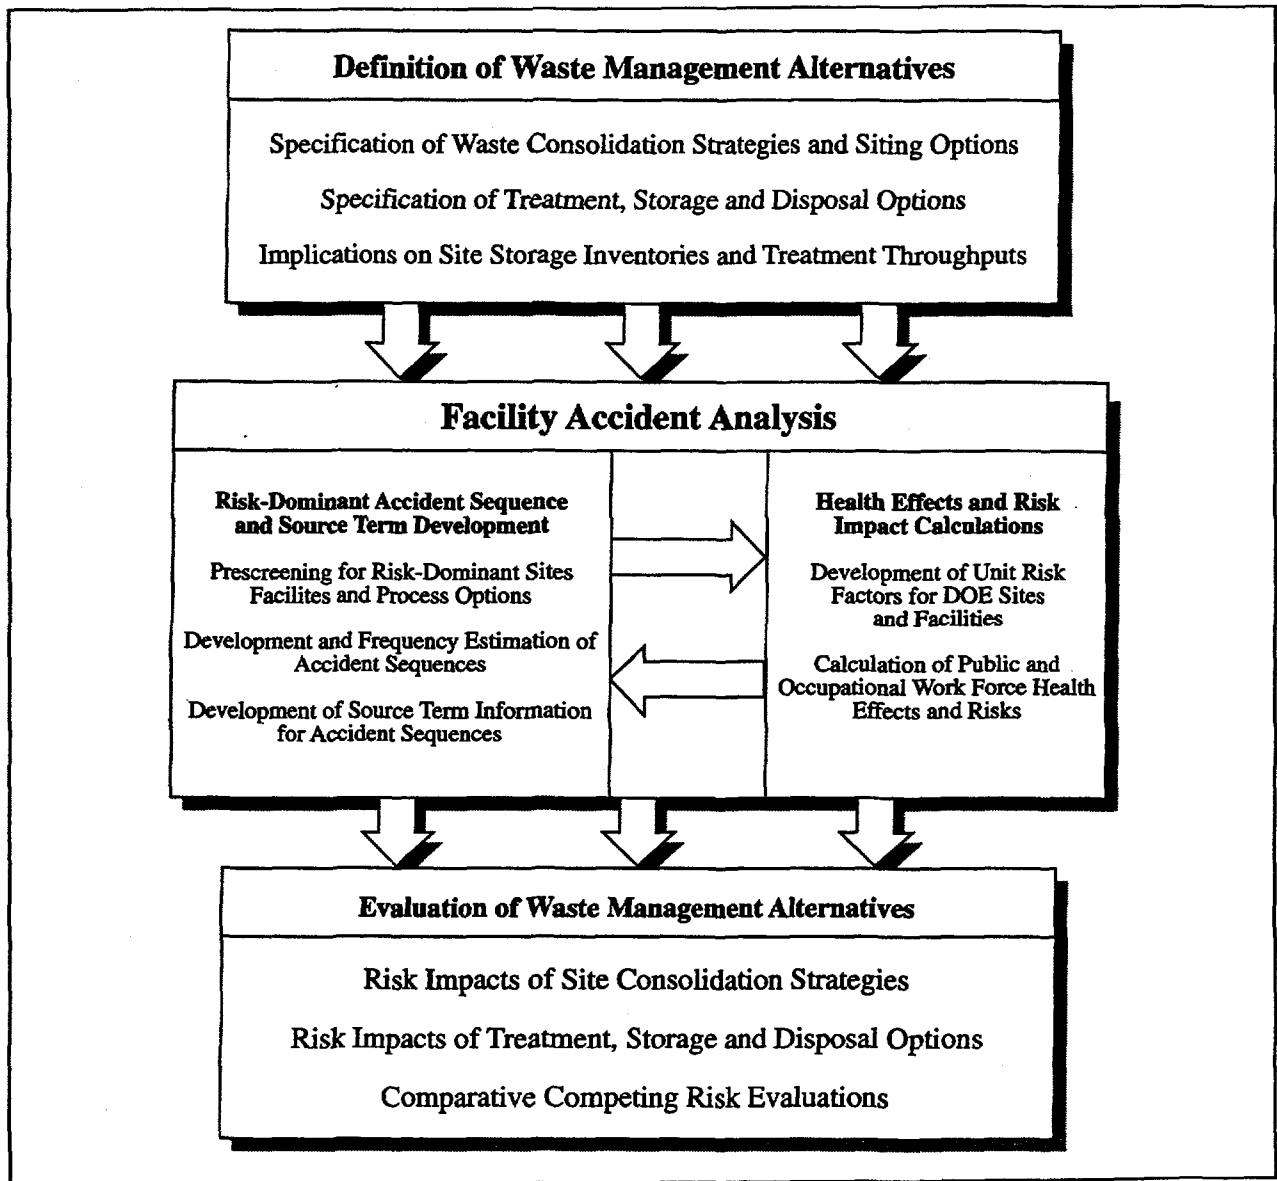 Definition of Waste Management Alternatives
Specification of Waste Consolidation Strategies and Siting Options
Specification of Treatment, Storage and Disposal Options
Implications on Site Storage Inventories and Treatment Throughputs
Facility Accident Analysis
Risk-Dominant Accident Sequence
and Source Term Development
Prescreening for Risk-Dominant Sites
Facilites and Process Options
Development and Frequency Estimation of
Accident Sequences
Development of Source Term Information
for Accident Sequences
Health Effects and Risk
Impact Calculations
Development of Unit Risk
Factors for DOE Sites
and Facilities
Calculation of Public and
Occupational Work Force Health
Effects and Risks
Evaluation of Waste Management Alternatives
Risk Impacts of Site Consolidation Strategies
Risk Impacts of Treatment, Storage and Disposal Options
Comparative Competing Risk Evaluations